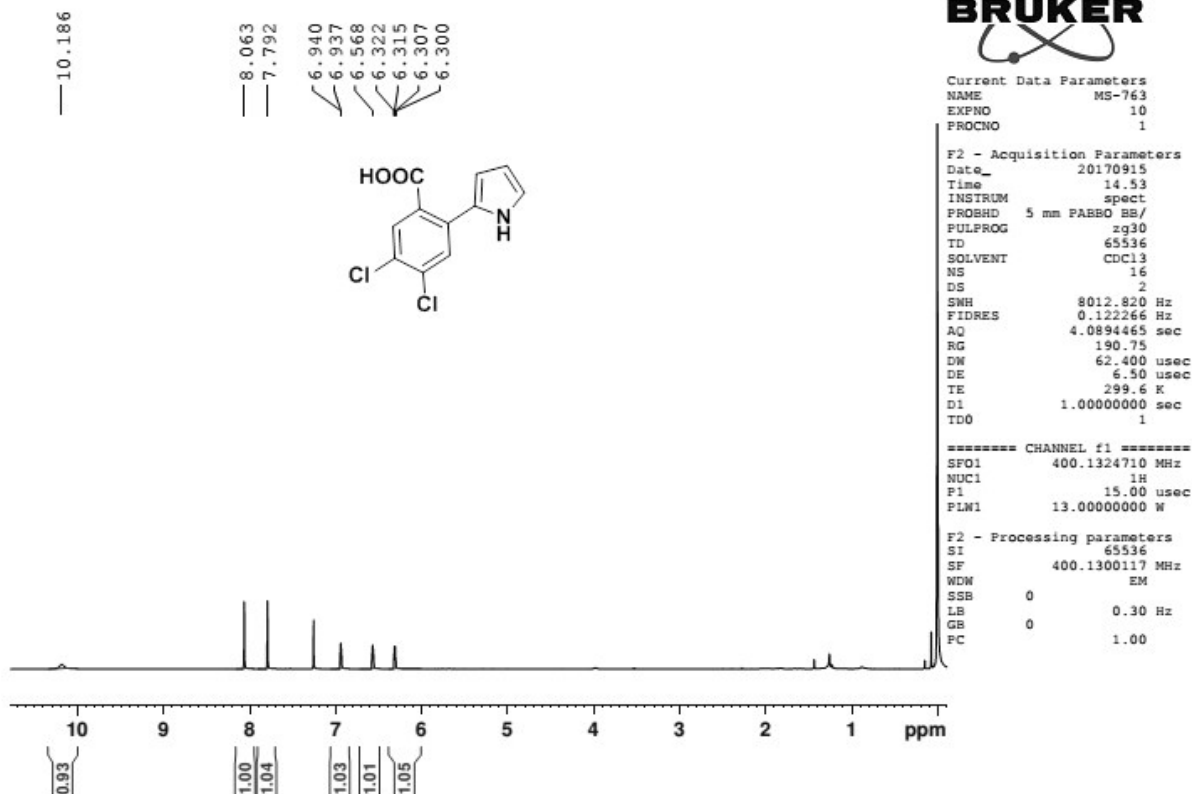 10.186
8.063
7.792
6.940
6.937
6.568
6.322
6.315
6.307
6.300
BRUKER
HOOC
N
H
Cl
Cl
Current Data Parameters
NAME MS-763
EXPNO 10
PROCNO 1
F2 - Acquisition Parameters
Date_ 20170915
Time 14.53
INSTRUM spect
PROBHD 5 mm PABBO BB/
PULPROG zg30
TD 65536
SOLVENT CDCl3
NS 16
DS 2
SWH 8012.820 Hz
FIDRES 0.122266 Hz
AQ 4.0894465 sec
RG 190.75
DW 62.400 usec
DE 6.50 usec
TE 299.6 K
D1 1.00000000 sec
TD0 1
======== CHANNEL f1 ========
SFO1 400.1324710 MHz
NUC1 1H
P1 15.00 usec
PLW1 13.00000000 W
F2 - Processing parameters
SI 65536
SF 400.1300117 MHz
WDW EM
SSB 0
LB 0.30 Hz
GB 0
PC 1.00
10 9 8 7 6 5 4 3 2 1 ppm
0.93
1.00
1.04
1.03
1.01
1.05